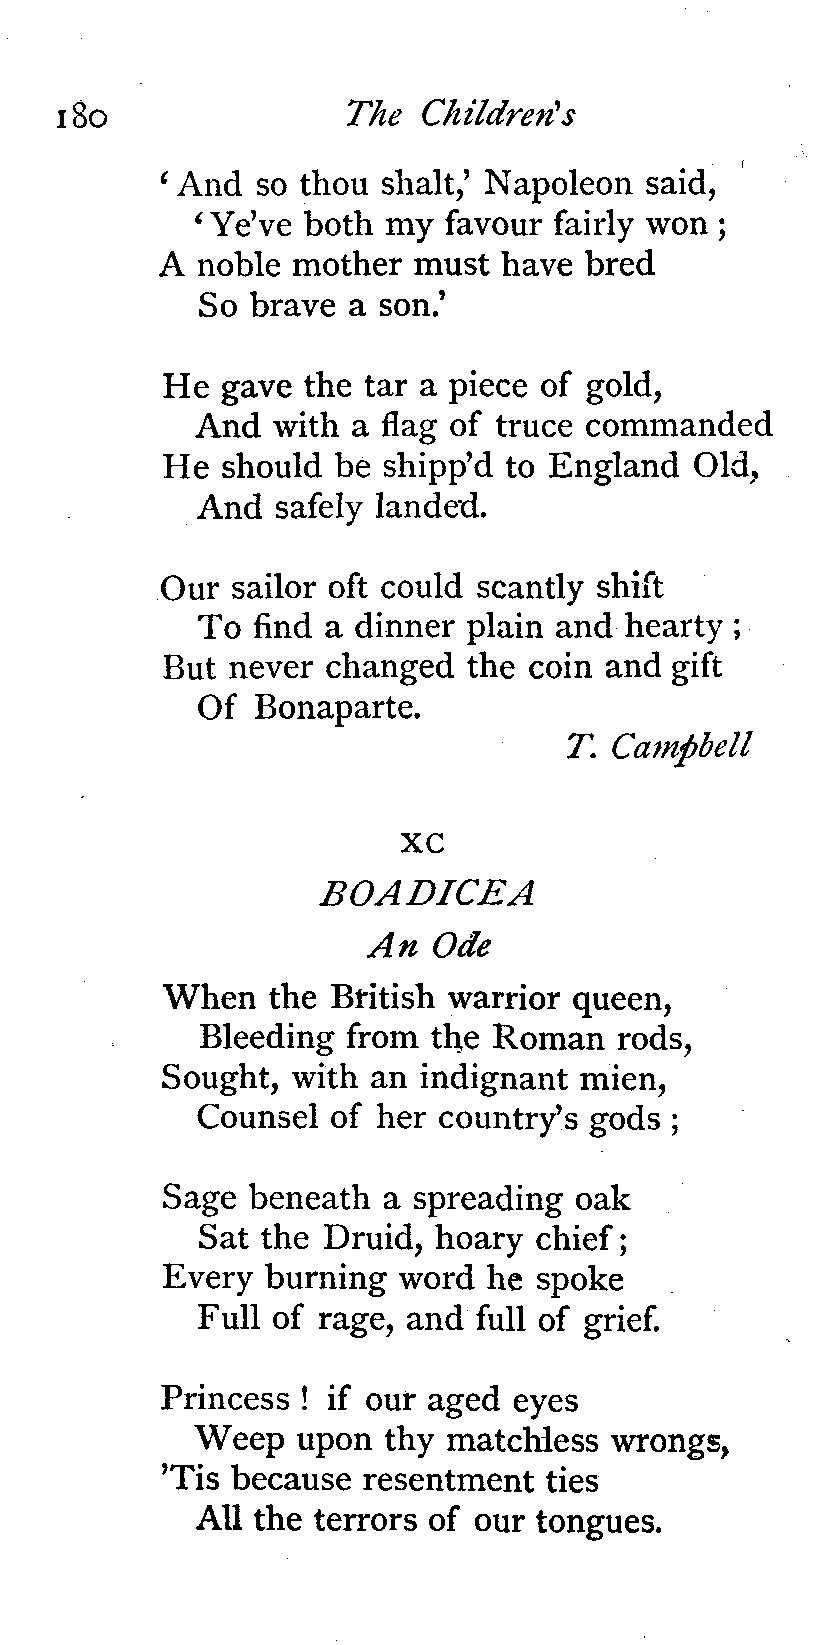 180 The Children's
‘ And so thou shalt,’ Napoleon said,
‘ Ye’ve both my favour fairly won ;
A noble mother must have bred
So brave a son.’
He gave the tar a piece of gold,
And with a flag of truce commanded
He should be shipp’d to England Old,
And safely landed.
Our sailor oft could scantly shift
To find a dinner plain and hearty ;
But never changed the coin and gift
Of Bonaparte.
T. Campbell
XC
BOADICEA
An Ode
When the British warrior queen,
Bleeding from the Roman rods,
Sought, with an indignant mien,
Counsel of her country’s gods ;
Sage beneath a spreading oak
Sat the Druid, hoary chief ;
Every burning word he spoke
Full of rage, and full of grief.
Princess ! if our aged eyes
Weep upon thy matchless wrongs,
’Tis because resentment ties
All the terrors of our tongues.